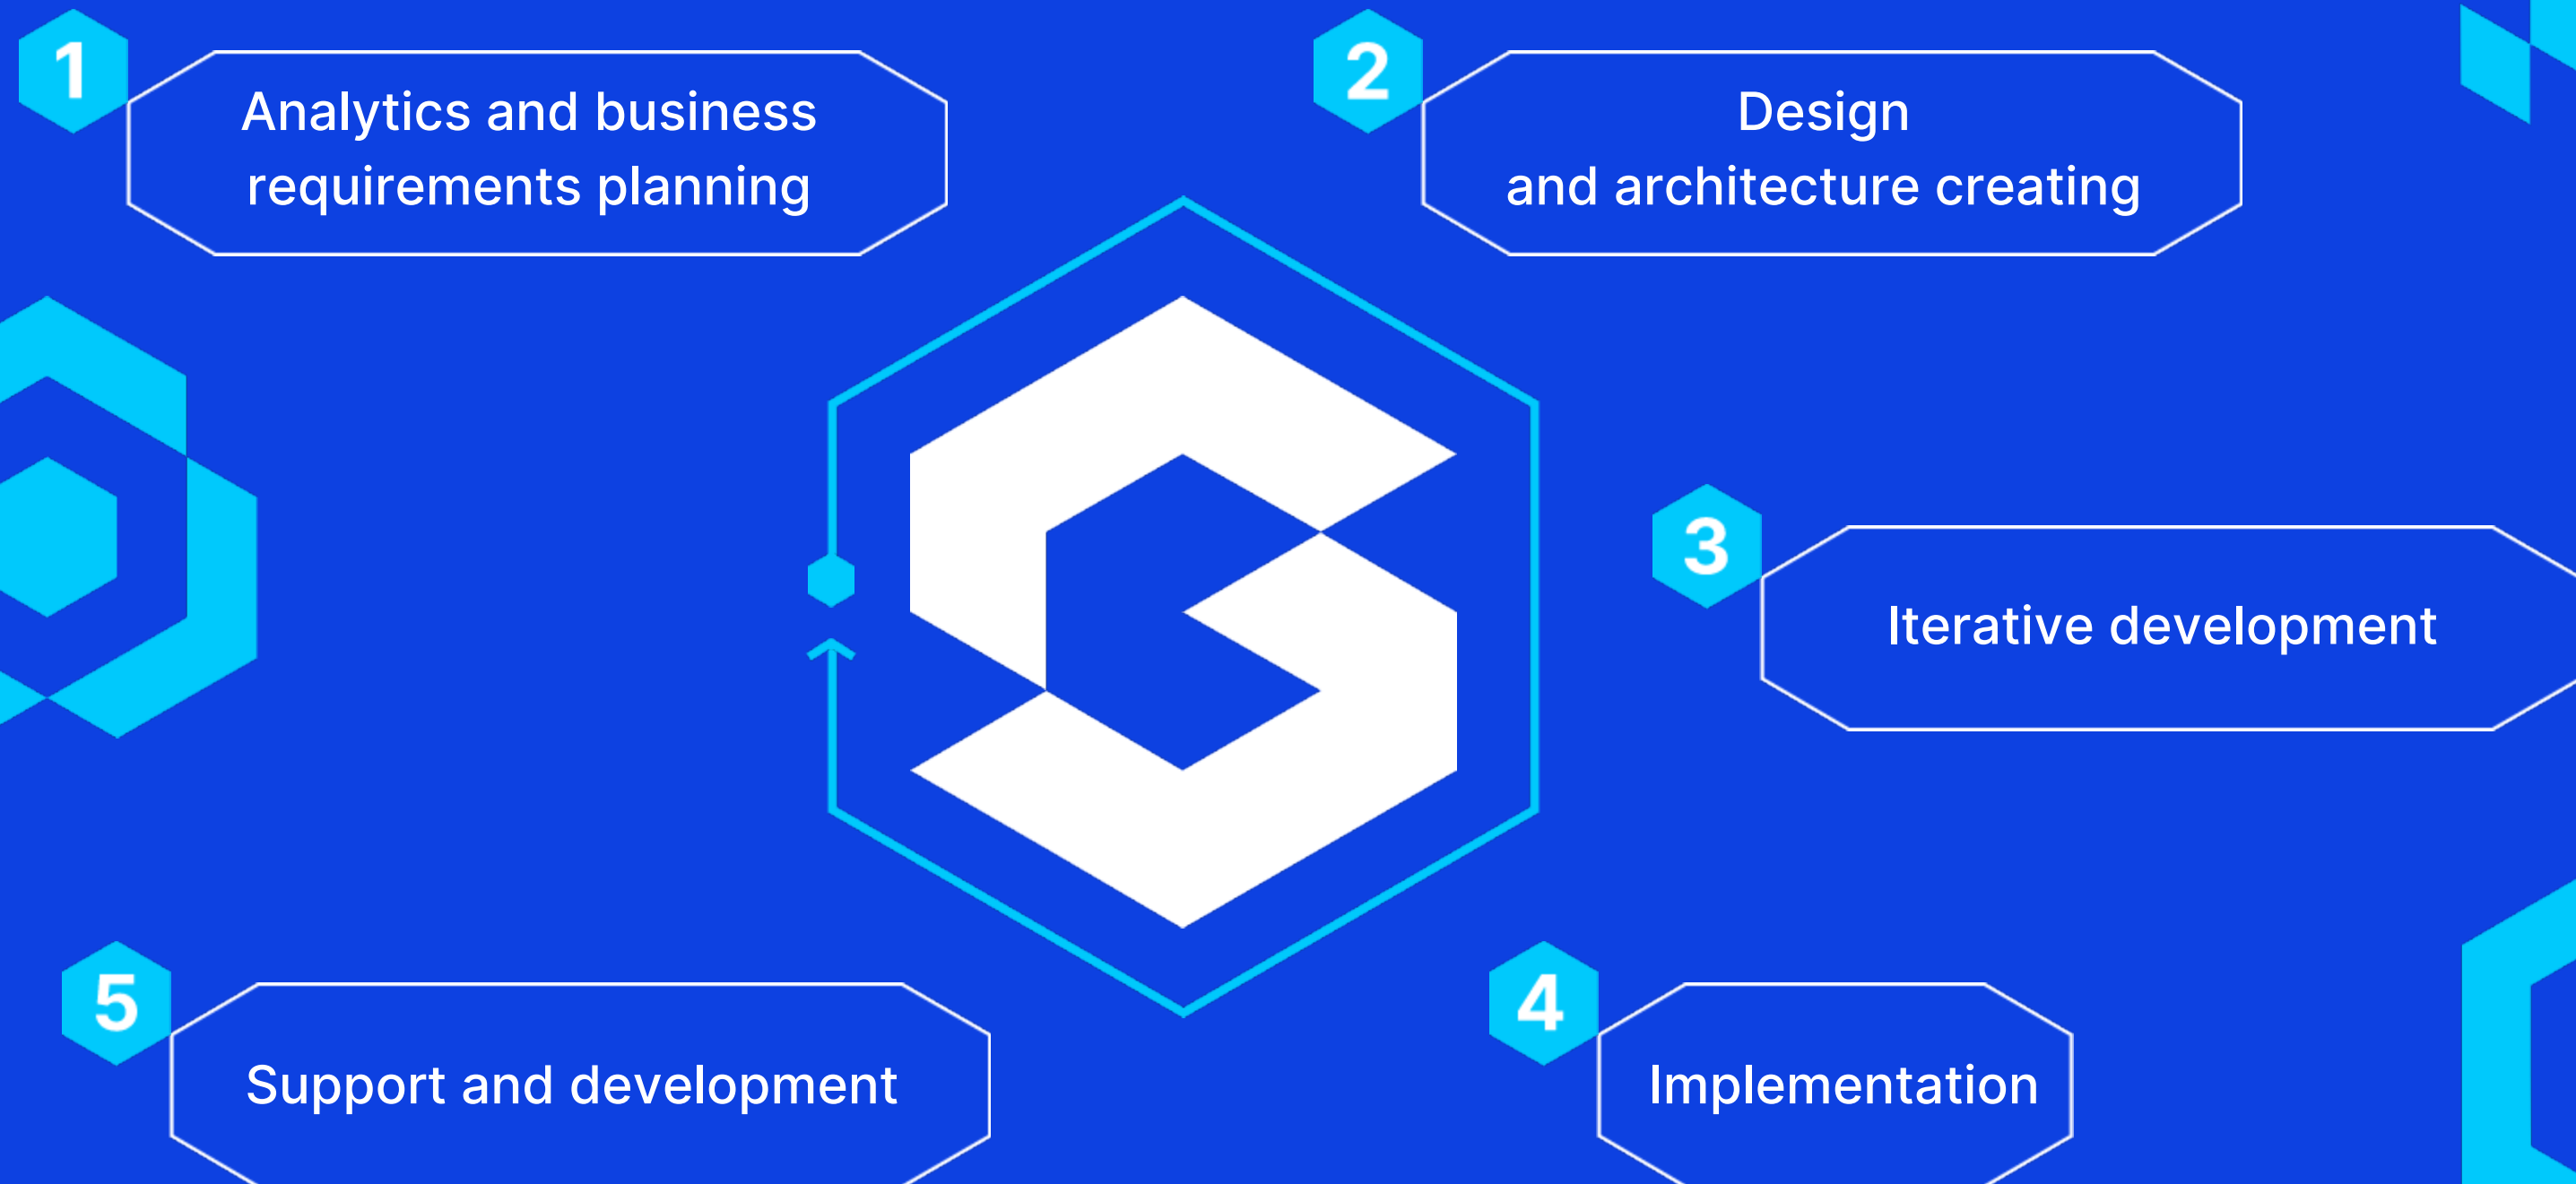 1
Analytics and business
requirements planning
2
Design
and architecture creating
3
Iterative development
4
Implementation
5
Support and development